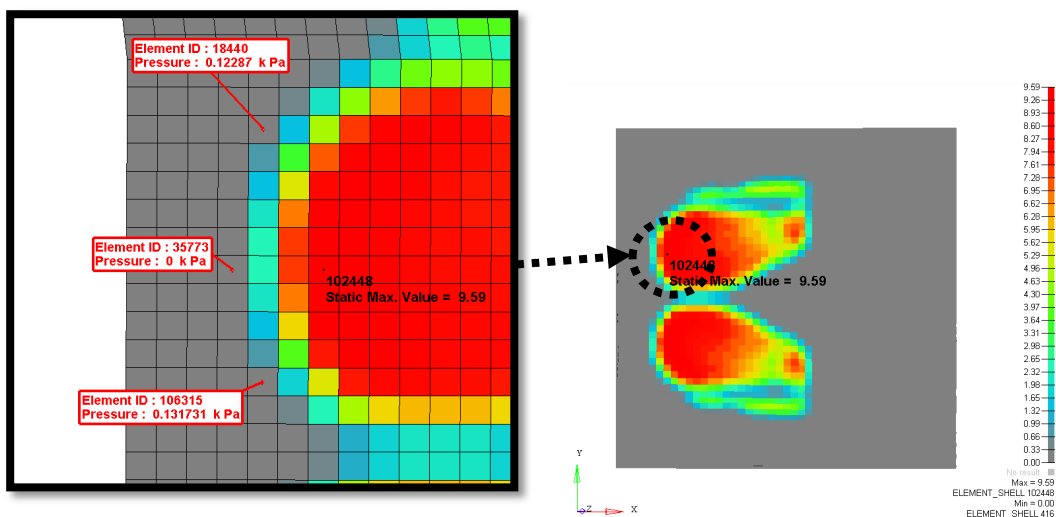 Element ID : 18440
Pressure : 0.12287 k Pa
Element ID : 35773
Pressure : 0 k Pa
102448
Static Max. Value = 9.59
Element ID : 106315
Pressure : 0.131731 k Pa
102448
Static Max. Value = 9.59
Y
Z
X
9.59
9.26
8.93
8.60
8.27
7.94
7.61
7.28
6.95
6.62
6.28
5.95
5.62
5.29
4.96
4.63
4.30
3.97
3.64
3.31
2.98
2.65
2.32
1.98
1.65
1.32
0.99
0.66
0.33
0.00
No result
Max = 9.59
ELEMENT_SHELL 102448
Min = 0.00
ELEMENT_SHELL 416